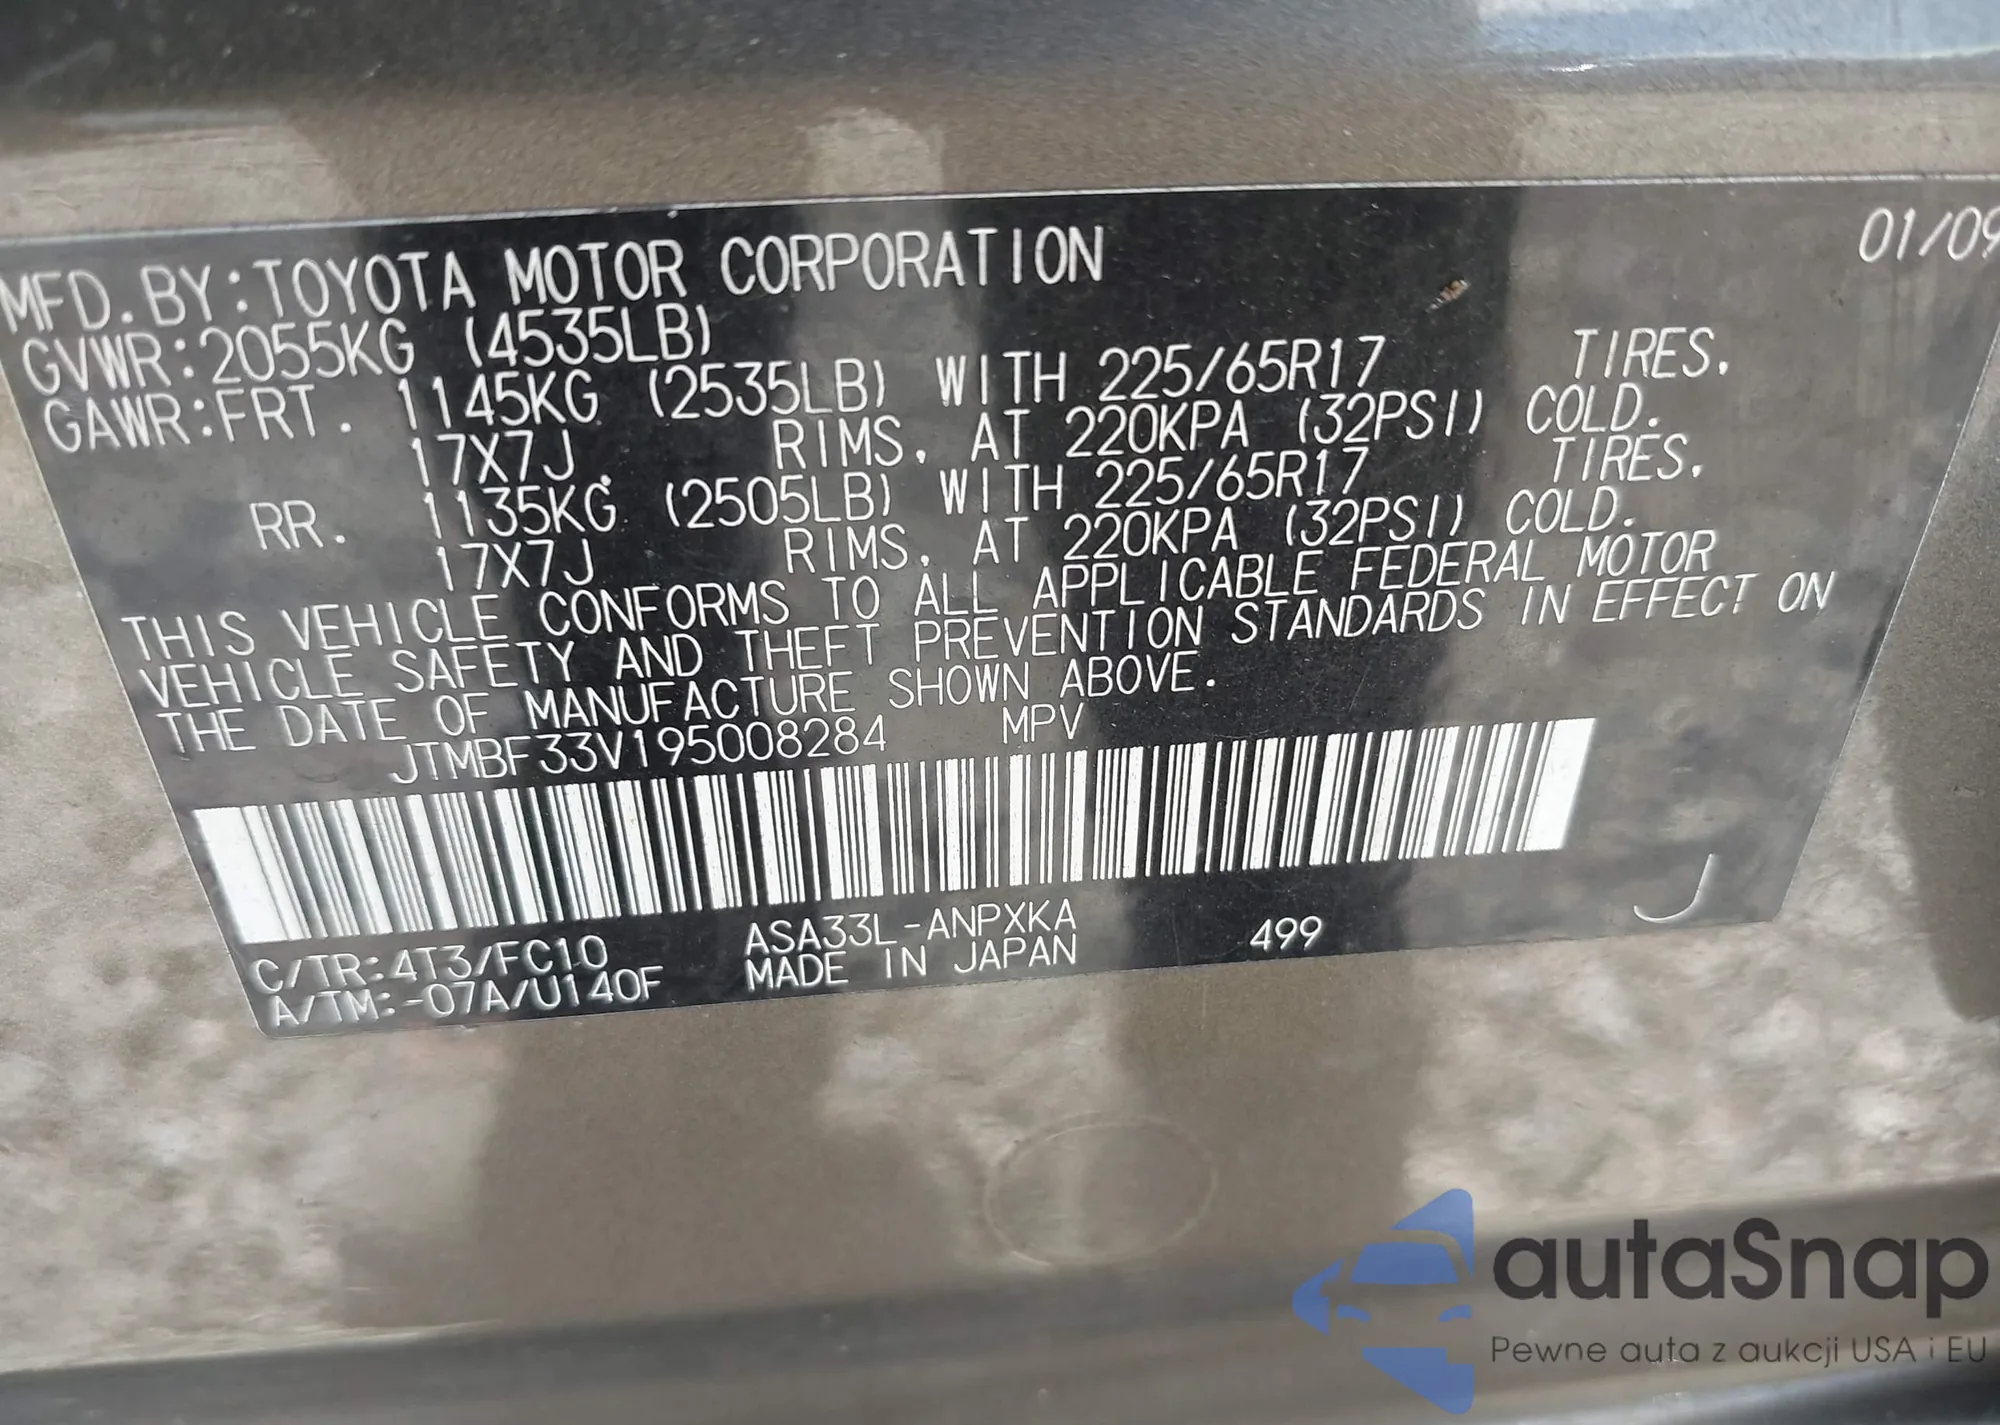 01/09
MFD. BY: TOYOTA MOTOR CORPORATION
GVWR: 2055KG (4535LB)
GAWR: FRT. 1145KG (2535LB) WITH 225/65R17 TIRES,
17X7J RIMS, AT 220KPA (32PSI) COLD.
RR. 1135KG (2505LB) WITH 225/65R17 TIRES,
17X7J RIMS, AT 220KPA (32PSI) COLD.
THIS VEHICLE CONFORMS TO ALL APPLICABLE FEDERAL MOTOR
VEHICLE SAFETY AND THEFT PREVENTION STANDARDS IN EFFECT ON
THE DATE OF MANUFACTURE SHOWN ABOVE.
JTMBF33V195008284 MPV
C/TR: 4T3/FC10 ASA33L-ANPXKA 499 J
A/TM: -07A/U140F MADE IN JAPAN
autaSnap
Pewne auta z aukcji USA i EU